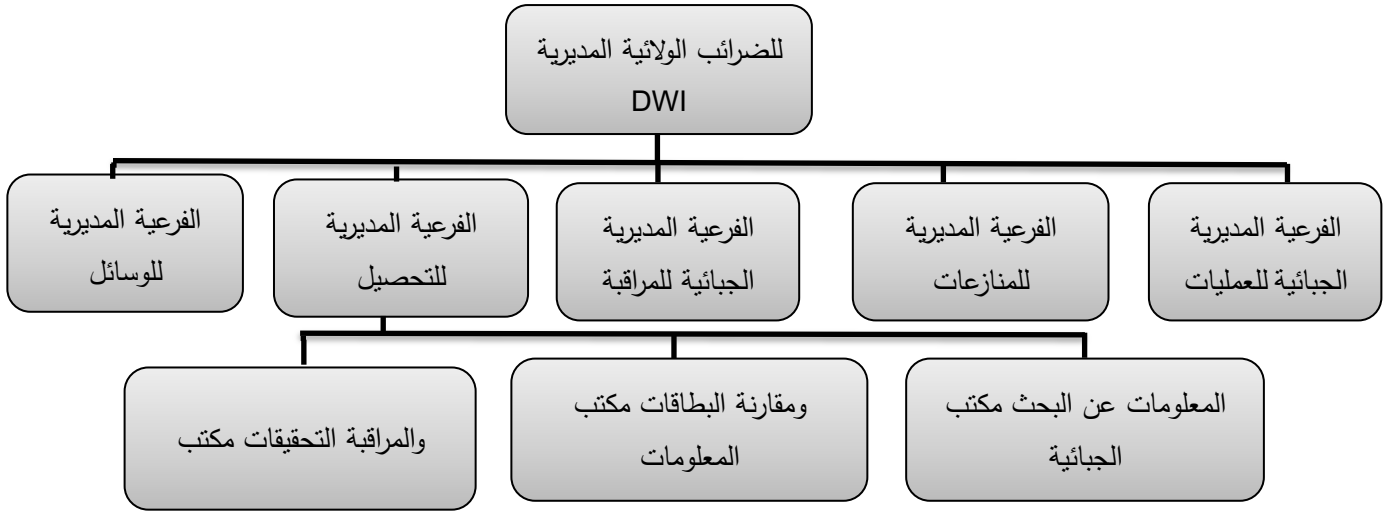 للضرائب الولائية المديرية
DWI
الفرعية المديرية
الجبائية للعمليات
الفرعية المديرية
للمنازعات
الفرعية المديرية
الجبائية للمراقبة
الفرعية المديرية
للتحصيل
الفرعية المديرية
للوسائل
المعلومات عن البحث مكتب
الجبائية
ومقارنة البطاقات مكتب
المعلومات
والمراقبة التحقيقات مكتب